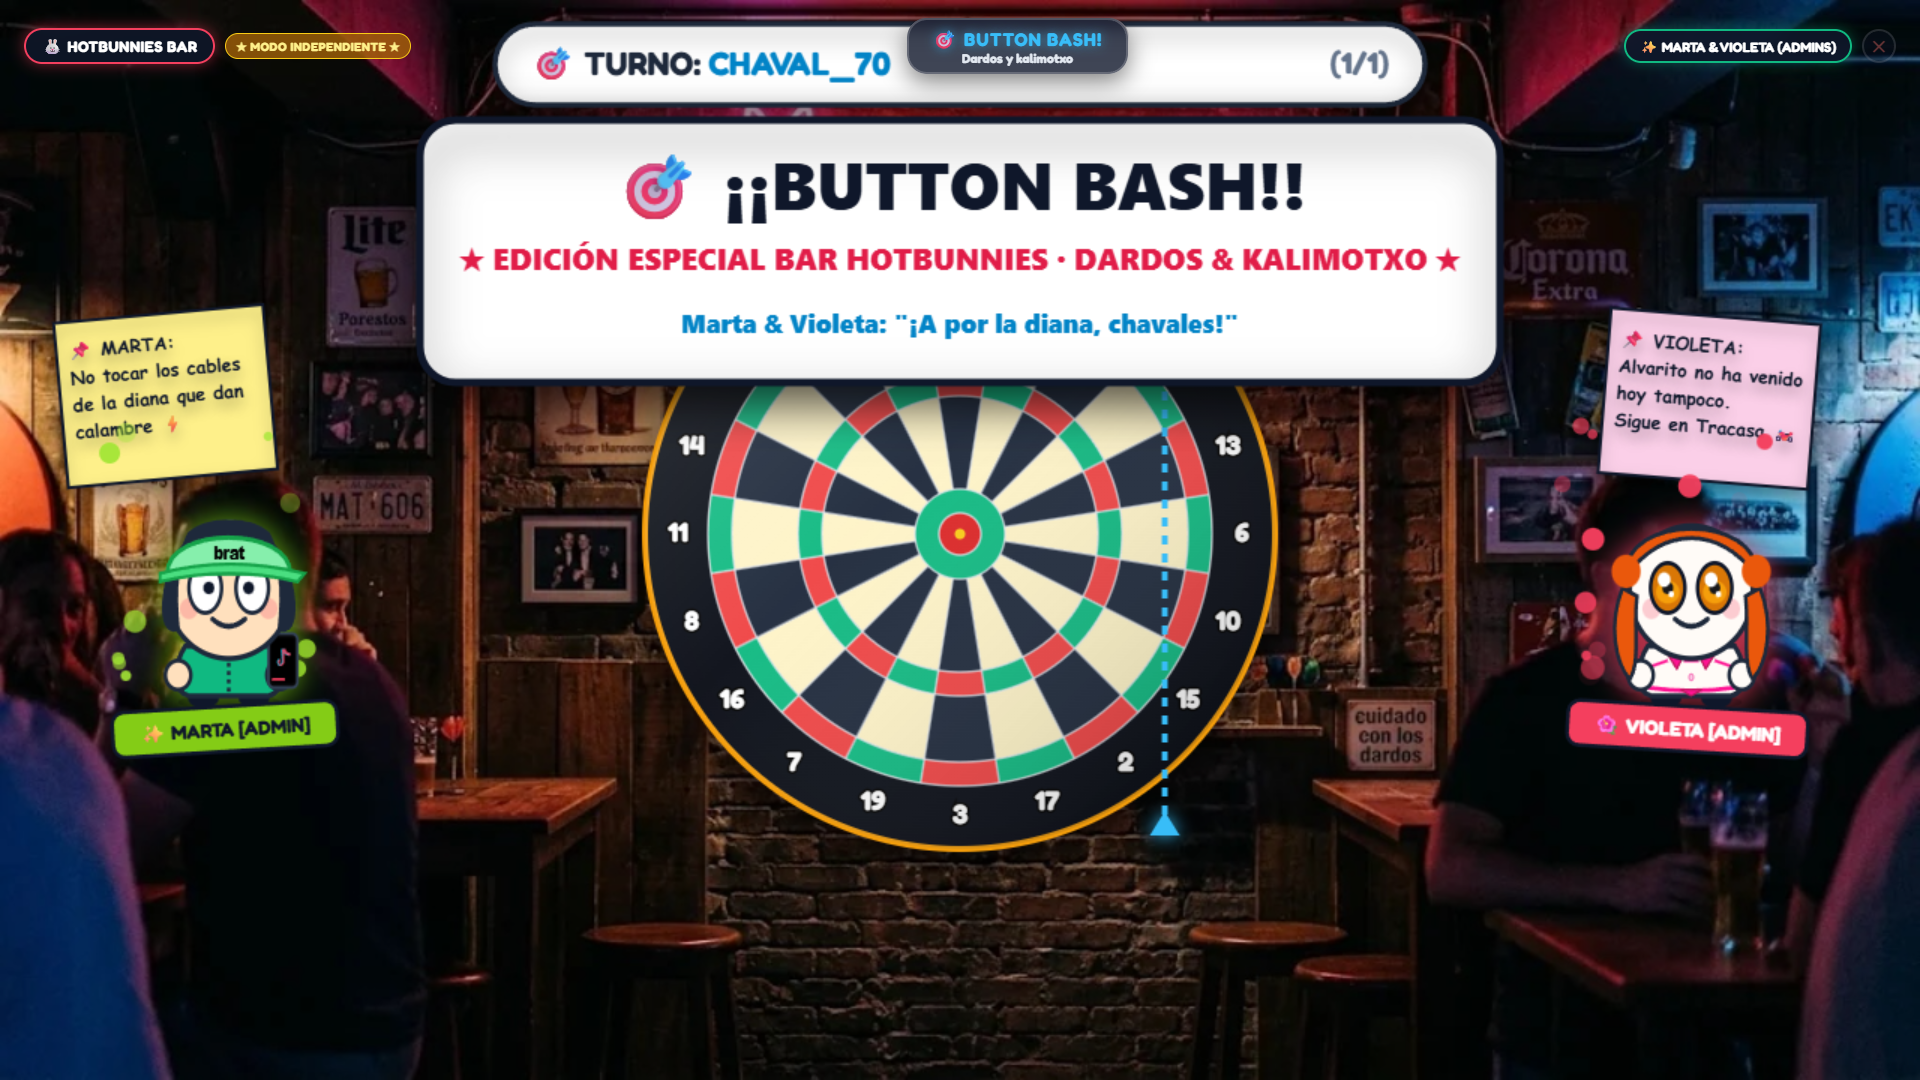 HOTBUNNIES BAR
★ MODO INDEPENDIENTE ★
TURNO: CHAVAL_70
BUTTON BASH!
Dardos y kalimotxo
(1/1)
MARTA & VIOLETA (ADMINS)
¡¡BUTTON BASH!!
★ EDICIÓN ESPECIAL BAR HOTBUNNIES · DARDOS & KALIMOTXO ★
Marta & Violeta: "¡A por la diana, chavales!"
Lite
Parestos
Corona
Extra
MARTA:
No tocar los cables
de la diana que dan
calambre
VIOLETA:
Alvarito no ha venido
hoy tampoco.
Sigue en Tracasa
MAT*606
14
13
11
6
8
10
16
15
7
2
19
17
3
brat
MARTA [ADMIN]
VIOLETA [ADMIN]
cuidado
con los
dardos